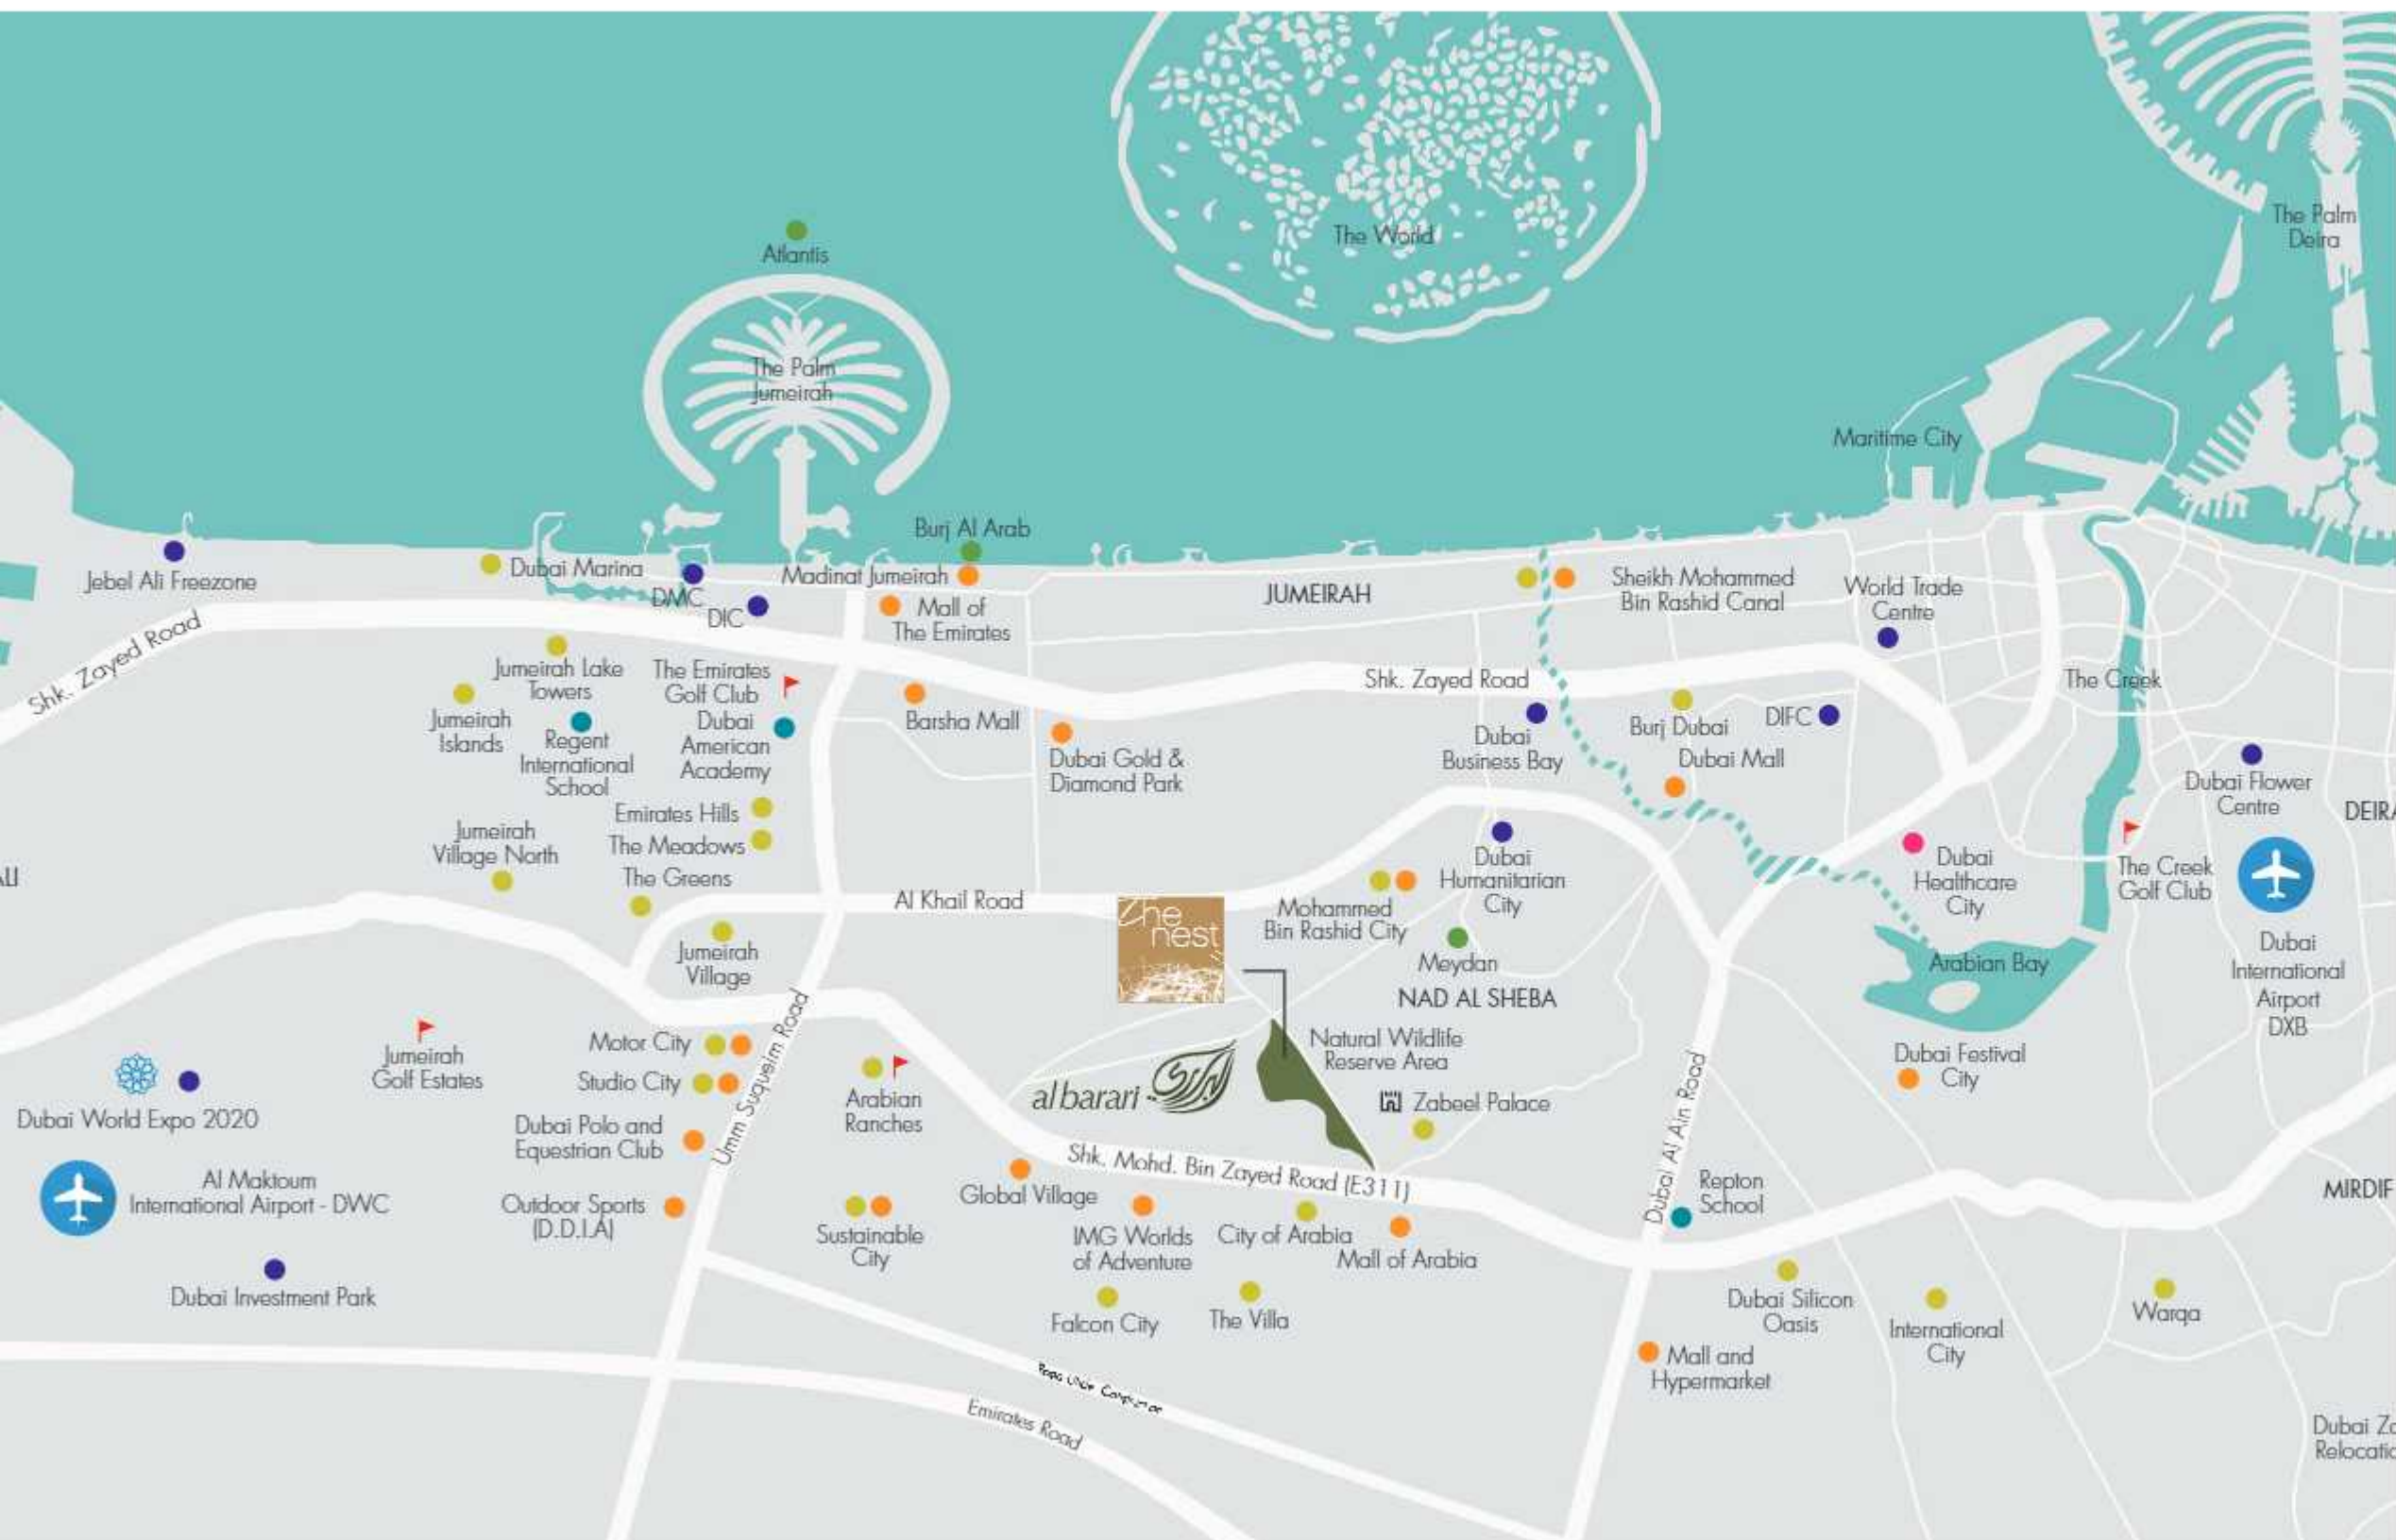 The World
The Palm
Deira
Atlantis
The Palm
Jumeirah
Maritime City
Burj Al Arab
Jebel Ali Freezone
Dubai Marina
DMC
DIC
Madinat Jumeirah
Mall of
The Emirates
JUMEIRAH
Sheikh Mohammed
Bin Rashid Canal
World Trade
Centre
Shk. Zayed Road
Jumeirah Lake
Towers
The Emirates
Golf Club
Jumeirah
Islands
Regent
International
School
Dubai
American
Academy
Barsha Mall
Dubai Gold &
Diamond Park
Shk. Zayed Road
Dubai
Business Bay
Burj Dubai
DIFC
Dubai Mall
The Creek
Dubai Flower
Centre
Emirates Hills
The Meadows
The Greens
Jumeirah
Village North
Dubai
Humanitarian
City
Dubai
Healthcare
City
The Creek
Golf Club
Al Khail Road
The
nest
Mohammed
Bin Rashid City
Meydan
NAD AL SHEBA
Jumeirah
Village
Arabian Bay
Dubai
International
Airport
DXB
Umm Suqueim Road
Motor City
Studio City
Dubai Polo and
Equestrian Club
Outdoor Sports
(D.D.I.A)
Jumeirah
Golf Estates
Dubai World Expo 2020
Al Maktoum
International Airport - DWC
Dubai Investment Park
Arabian
Ranches
al barari
البراري
Natural Wildlife
Reserve Area
Zabeel Palace
Dubai Festival
City
Dubai Al Ain Road
Shk. Mohd. Bin Zayed Road (E311)
Global Village
Sustainable
City
IMG Worlds
of Adventure
City of Arabia
Mall of Arabia
Falcon City
The Villa
Repton
School
MIRDIF
Dubai Silicon
Oasis
International
City
Warqa
Mall and
Hypermarket
Emirates Road
Dubai